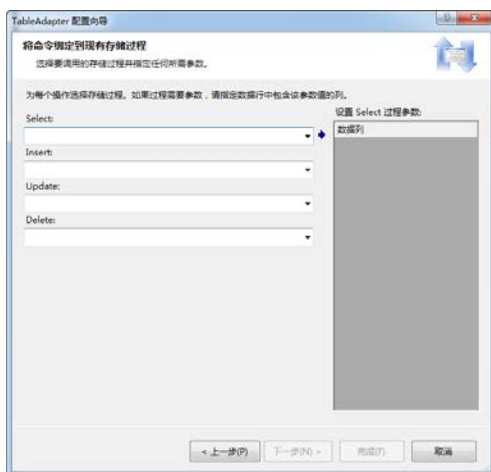 TableAdapter 配置向导
将命令绑定到现有存储过程
选择要调用的存储过程并指定任何所需参数。
为每个操作选择存储过程。如果过程需要参数，请指定数据行中包含该参数值的列。
Select:
设置 Select 过程参数:
数据列
Insert:
Update:
Delete:
< 上一步(P)
下一步(N) >
完成(F)
取消